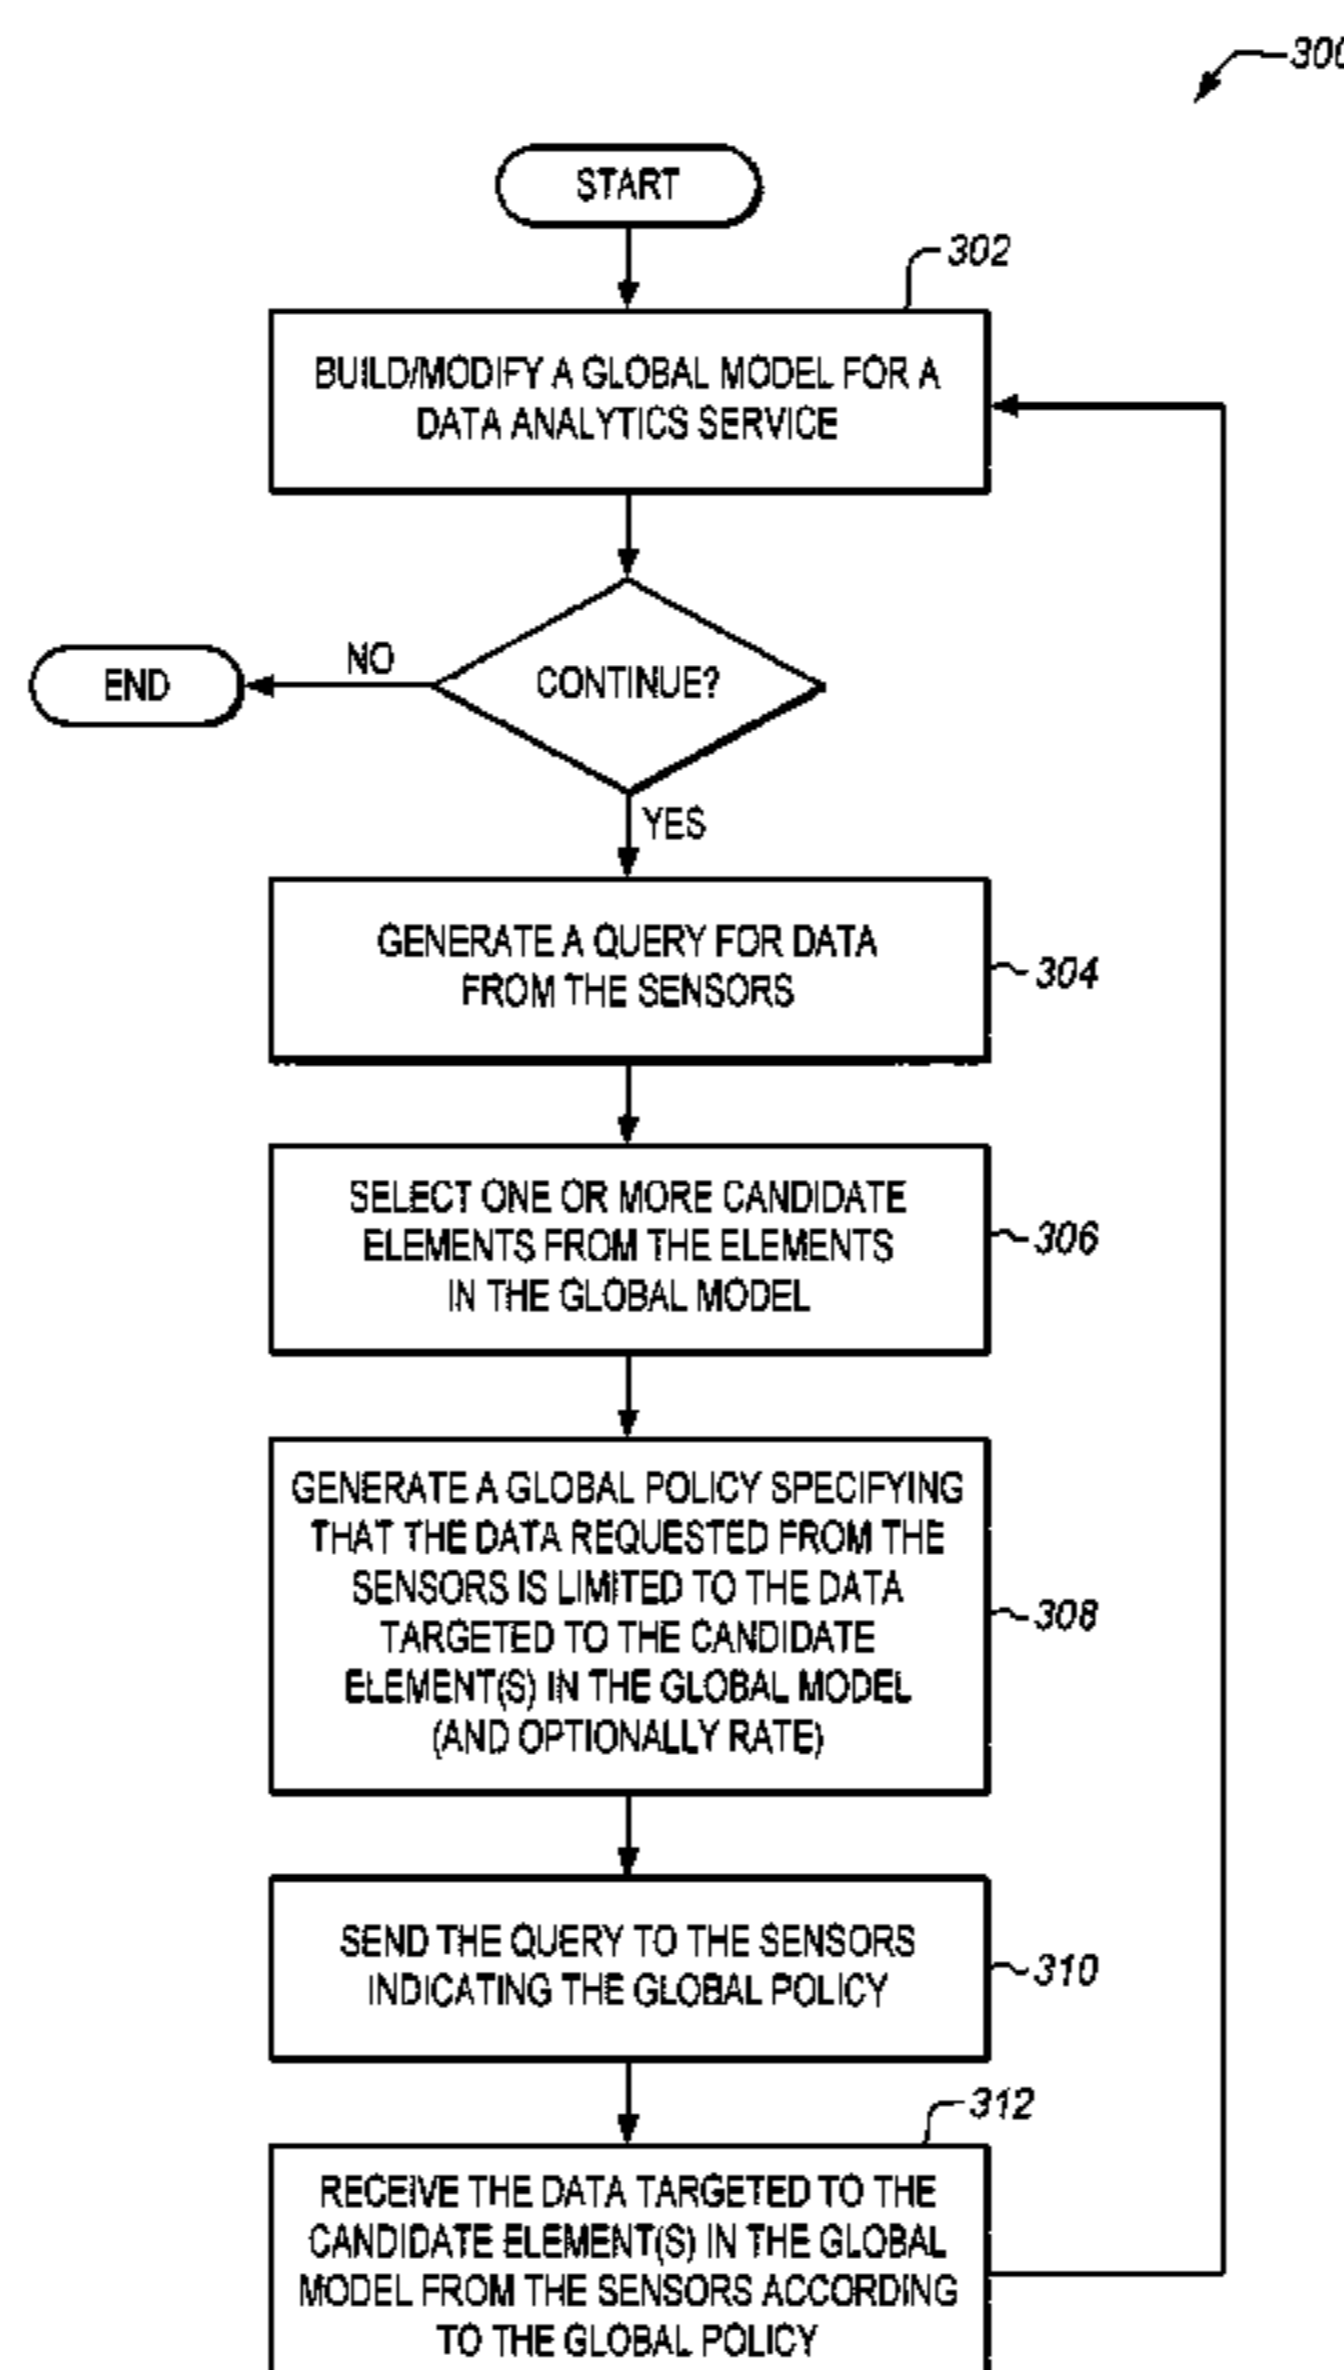 300
START
302
BUILD/MODIFY A GLOBAL MODEL FOR A
DATA ANALYTICS SERVICE
NO
END
CONTINUE?
YES
GENERATE A QUERY FOR DATA
FROM THE SENSORS
304
SELECT ONE OR MORE CANDIDATE
ELEMENTS FROM THE ELEMENTS
IN THE GLOBAL MODEL
306
GENERATE A GLOBAL POLICY SPECIFYING
THAT THE DATA REQUESTED FROM THE
SENSORS IS LIMITED TO THE DATA
TARGETED TO THE CANDIDATE
ELEMENT(S) IN THE GLOBAL MODEL
(AND OPTIONALLY RATE)
308
SEND THE QUERY TO THE SENSORS
INDICATING THE GLOBAL POLICY
310
312
RECEIVE THE DATA TARGETED TO THE
CANDIDATE ELEMENT(S) IN THE GLOBAL
MODEL FROM THE SENSORS ACCORDING
TO THE GLOBAL POLICY